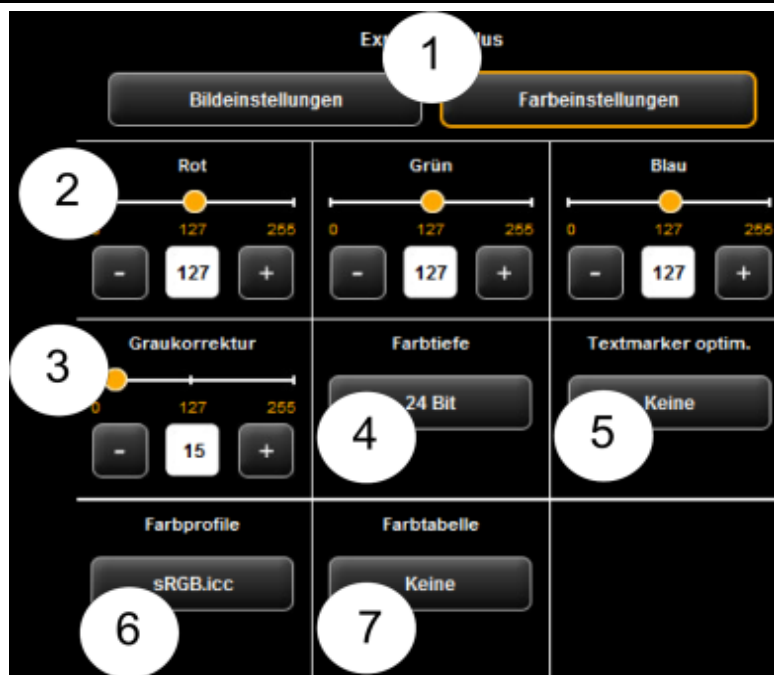 1
Bildeinstellungen Farbeinstellungen
Rot Grün Blau
2
127 255 0 127 255 0 127 255
- 127 + - 127 + - 127 +
Graukorrektur Farbtiefe Textmarker optim.
3
24 Bit Keine
0 127 255
4 5
- 15 +
Farbprofile Farbtabelle
sRGB.icc Keine
6 7